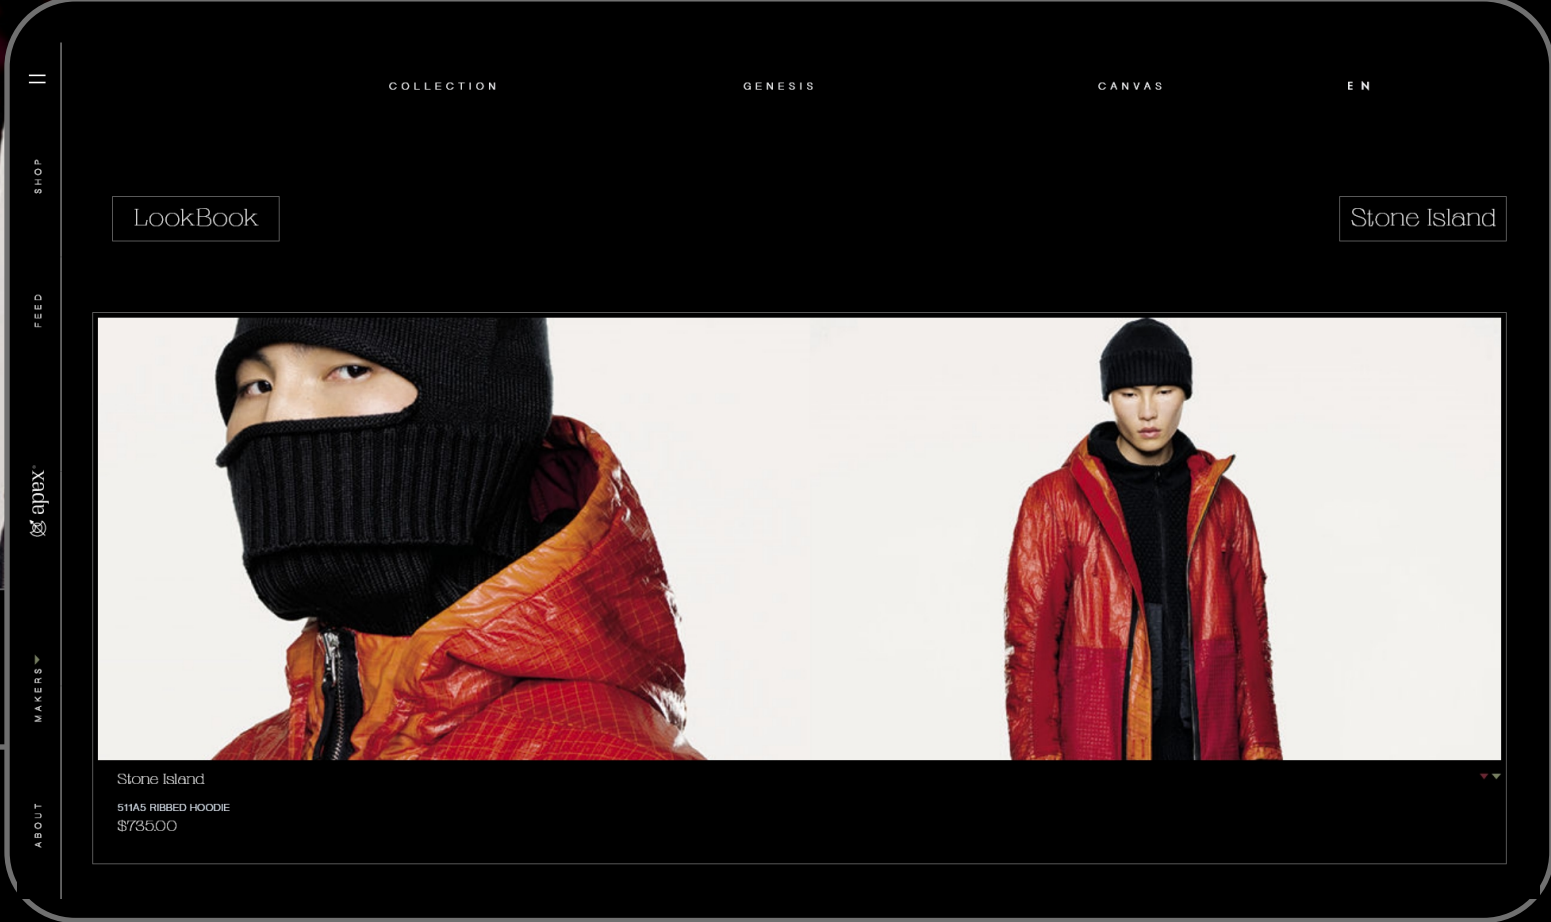 COLLECTION
GENESIS
CANVAS
EN
SHOP
FEED
apex
MAKERS
ABOUT
LookBook
Stone Island
Stone Island
511A5 RIBBED HOODIE
$735.00